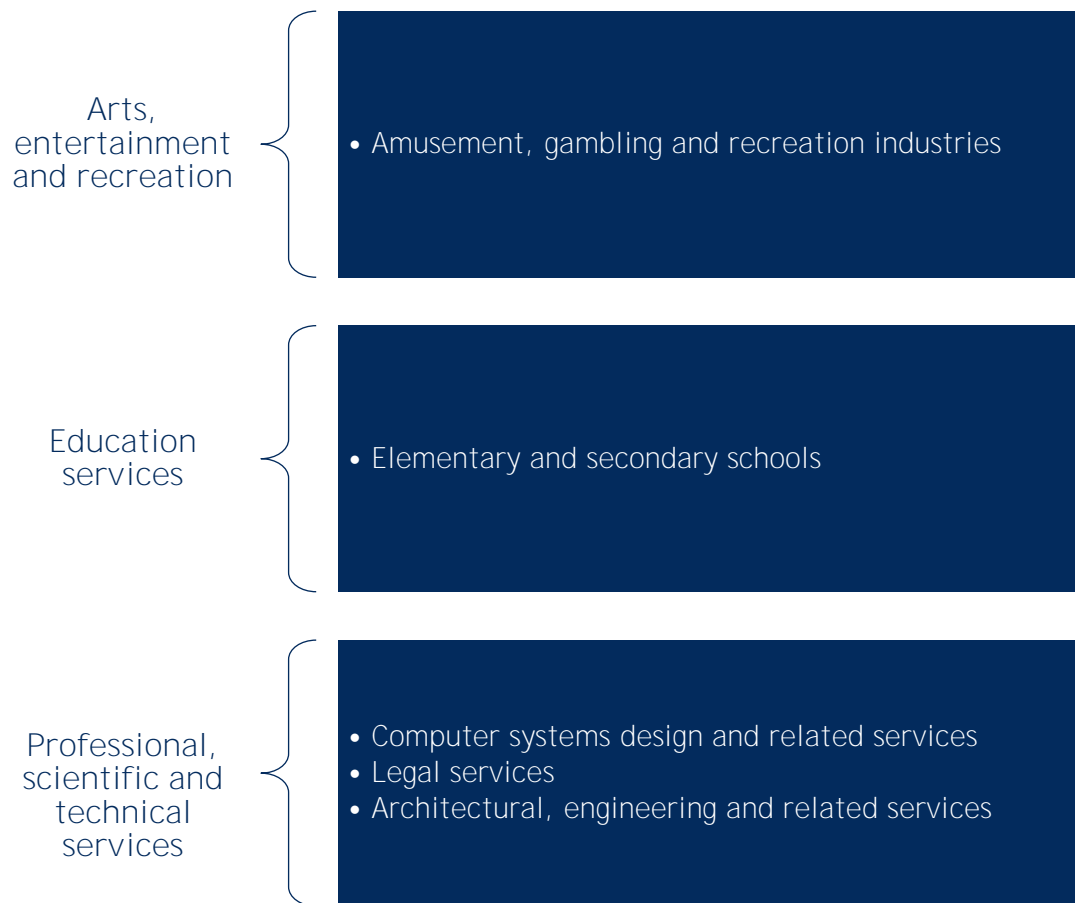 Arts,
entertainment
and recreation
• Amusement, gambling and recreation industries
Education
services
• Elementary and secondary schools
Professional,
scientific and
technical
services
• Computer systems design and related services
• Legal services
• Architectural, engineering and related services